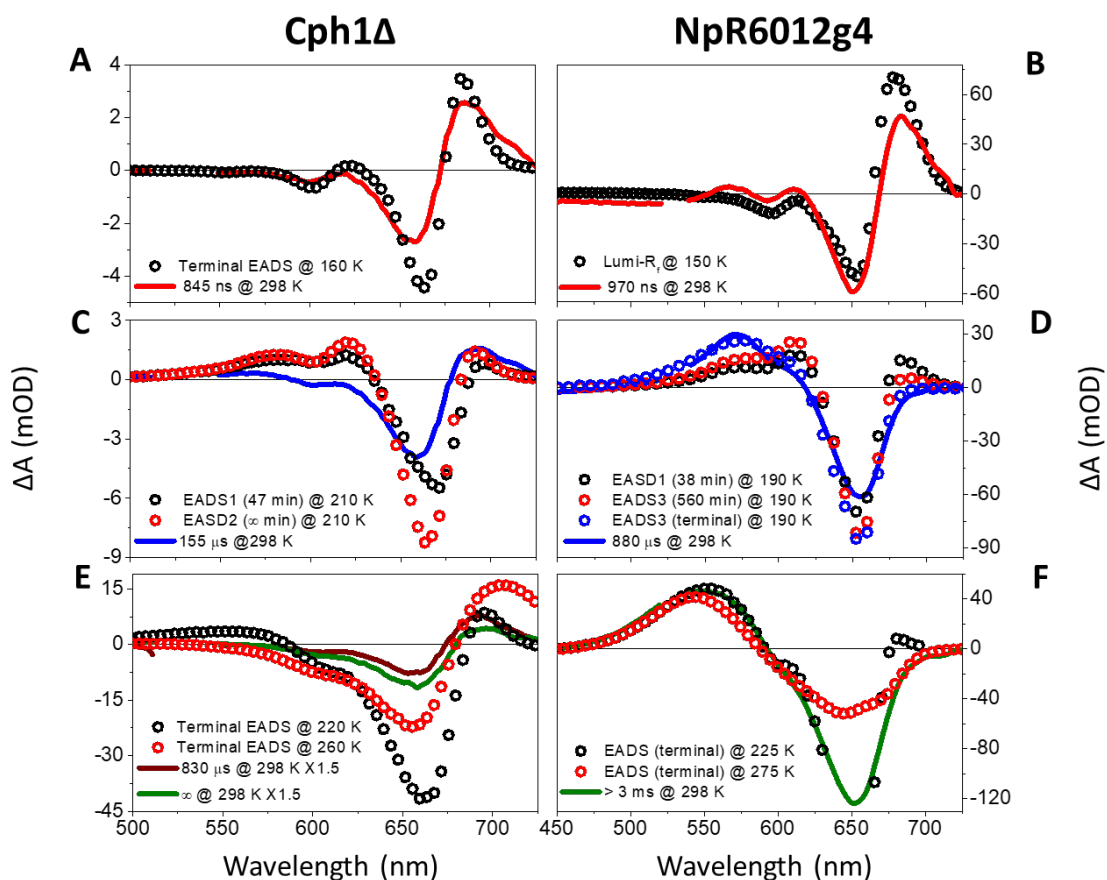 Cph1Δ
NpR6012g4
A
B
4
2
0
-2
-4
Terminal EADS @ 160 K
845 ns @ 298 K
60
30
0
-30
-60
Lumi-Rf @ 150 K
970 ns @ 298 K
C
D
3
0
-3
-6
-9
EADS1 (47 min) @ 210 K
EASD2 (∞ min) @ 210 K
155 μs @298 K
30
0
-30
-60
-90
EASD1 (38 min) @ 190 K
EADS3 (560 min) @ 190 K
EADS3 (terminal) @ 190 K
880 μs @ 298 K
ΔA (mOD)
ΔA (mOD)
E
F
15
0
-15
-30
-45
Terminal EADS @ 220 K
Terminal EADS @ 260 K
830 μs @ 298 K X1.5
∞ @ 298 K X1.5
40
0
-40
-80
-120
EADS (terminal) @ 225 K
EADS (terminal) @ 275 K
> 3 ms @ 298 K
500 550 600 650 700
450 500 550 600 650 700
Wavelength (nm)
Wavelength (nm)